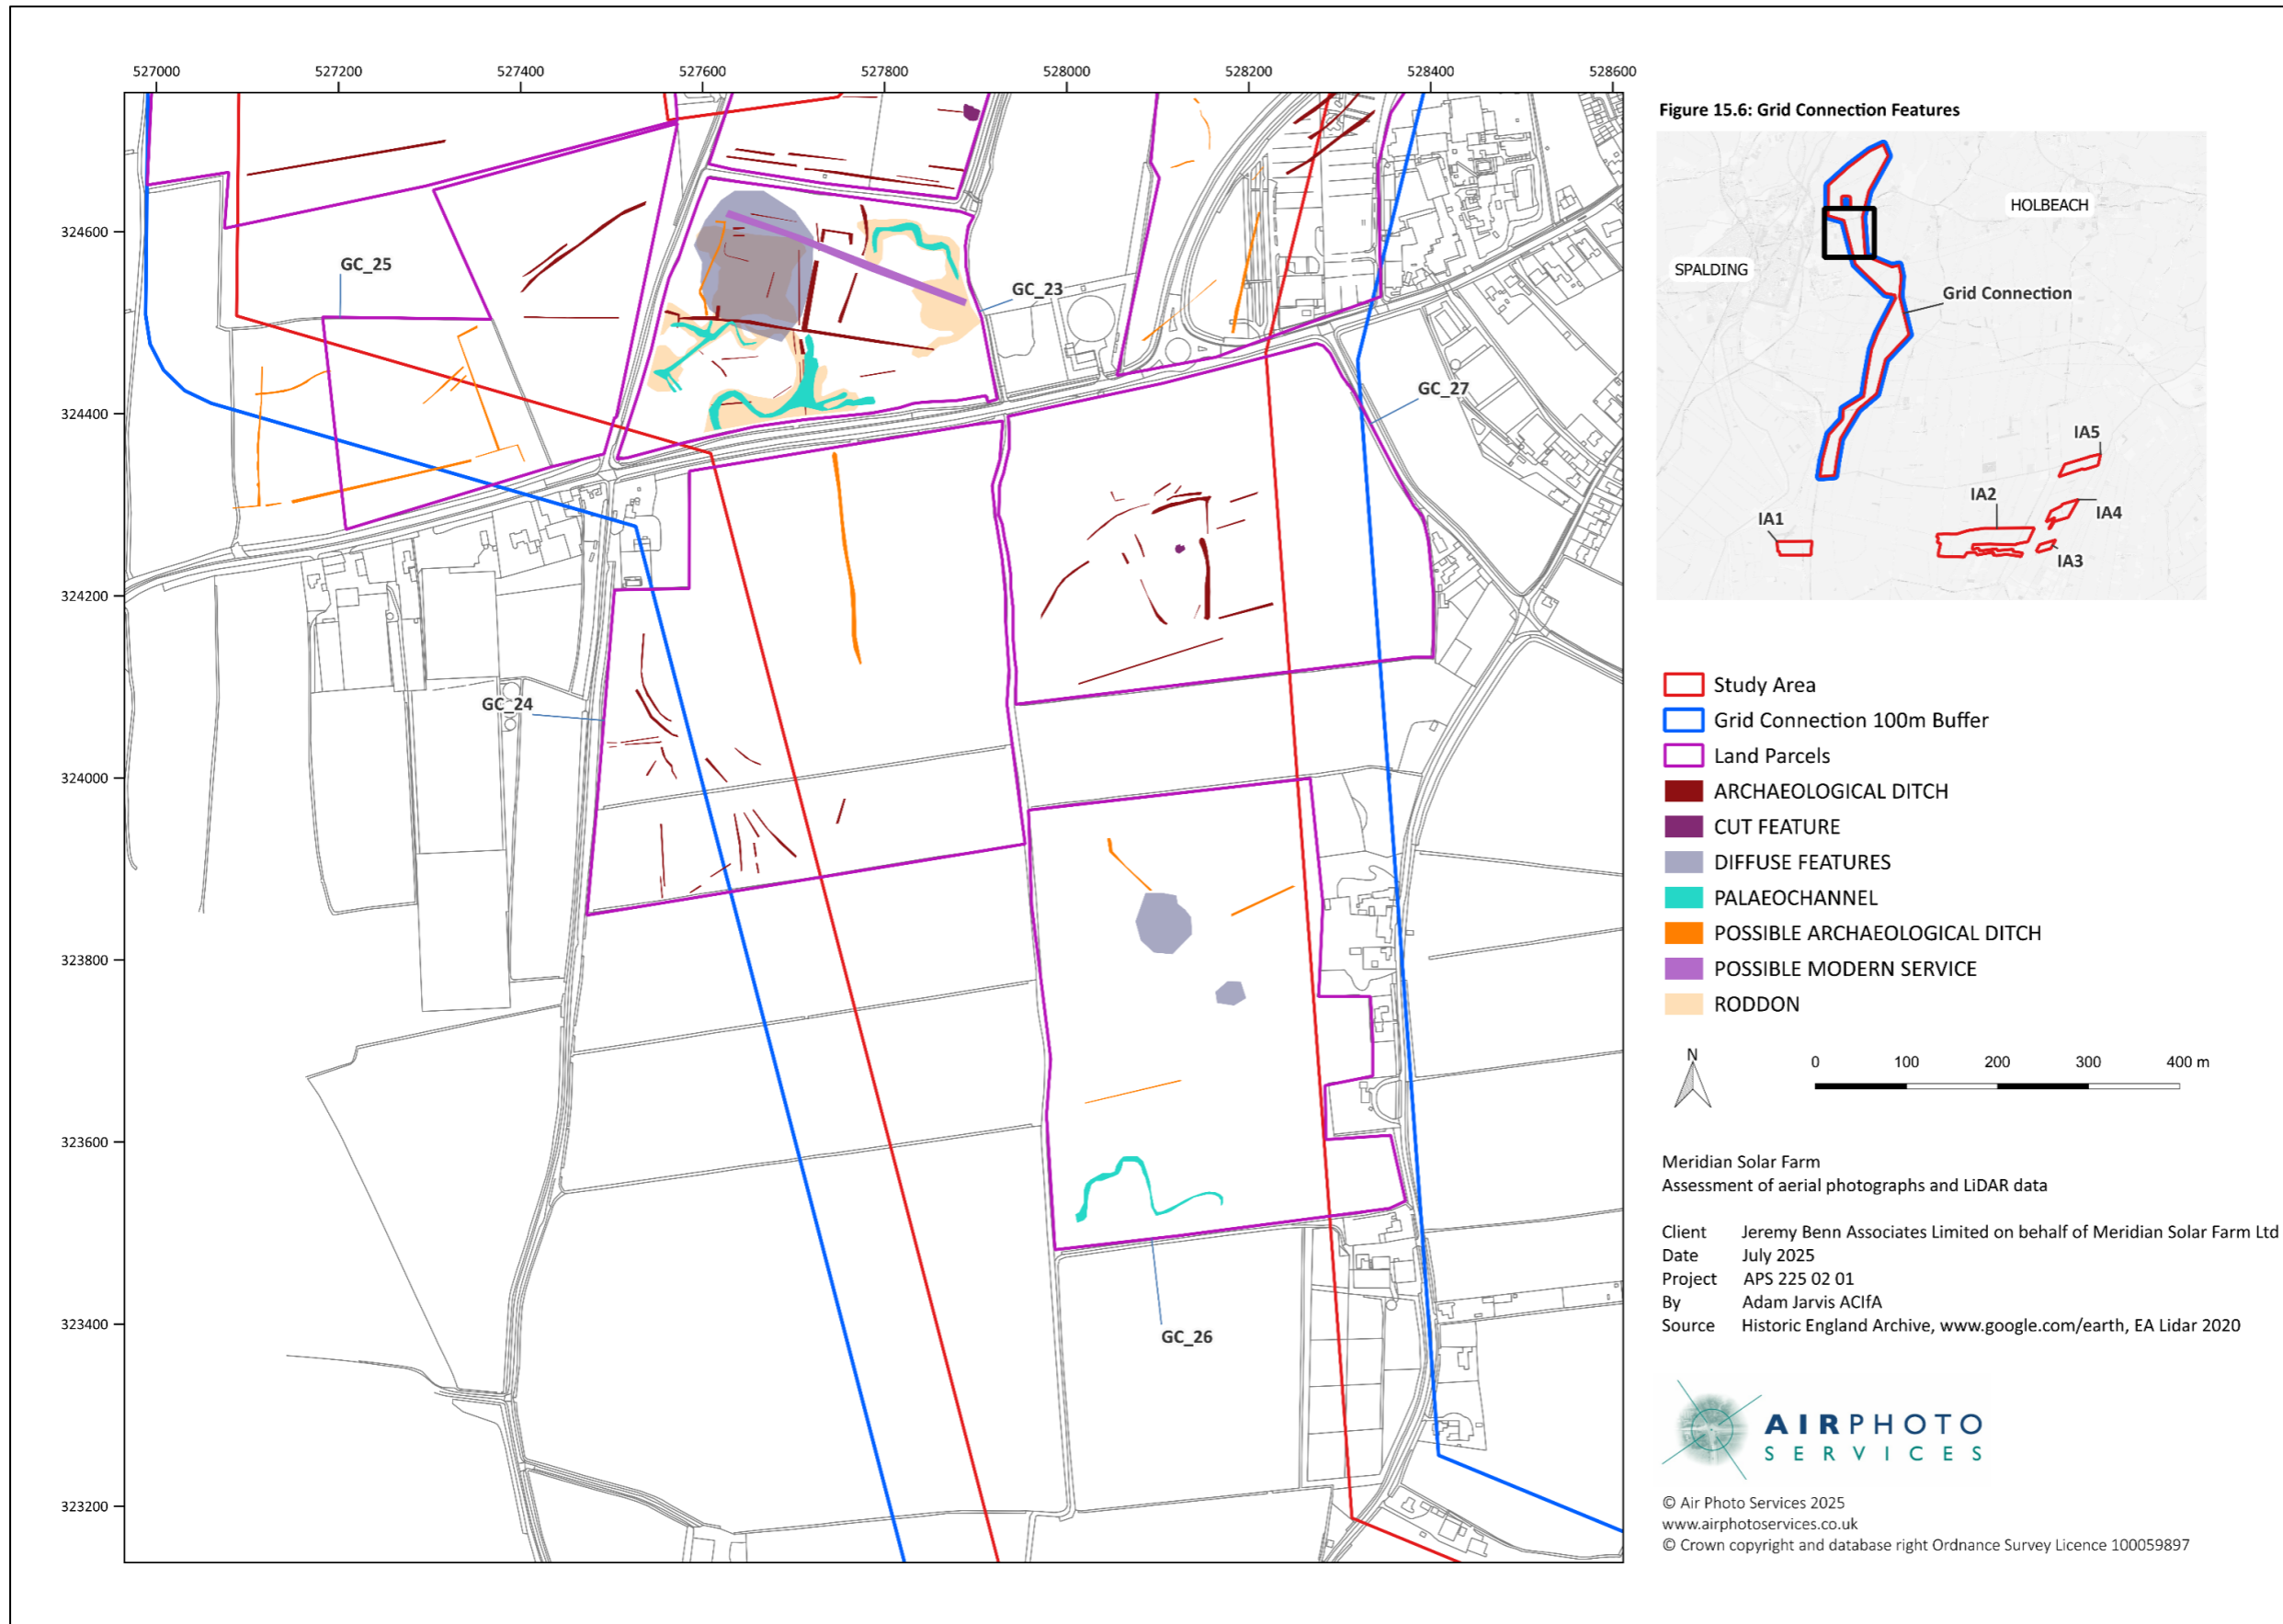 527000 527200 527400 527600 527800 528000 528200 528400 528600
324600
324400
324200
324000
323800
323600
323400
323200
GC_25
GC_23
GC_27
GC_24
GC_26
Figure 15.6: Grid Connection Features
HOLBEACH
SPALDING
Grid Connection
IA5
IA2
IA1
IA4
IA3
Study Area
Grid Connection 100m Buffer
Land Parcels
ARCHAEOLOGICAL DITCH
CUT FEATURE
DIFFUSE FEATURES
PALAEOCHANNEL
POSSIBLE ARCHAEOLOGICAL DITCH
POSSIBLE MODERN SERVICE
RODDON
N
0 100 200 300 400 m
Meridian Solar Farm
Assessment of aerial photographs and LiDAR data
Client Jeremy Benn Associates Limited on behalf of Meridian Solar Farm Ltd
Date July 2025
Project APS 225 02 01
By Adam Jarvis ACIfA
Source Historic England Archive, www.google.com/earth, EA Lidar 2020
AIRPHOTO
SERVICES
© Air Photo Services 2025
www.airphotoservices.co.uk
© Crown copyright and database right Ordnance Survey Licence 100059897